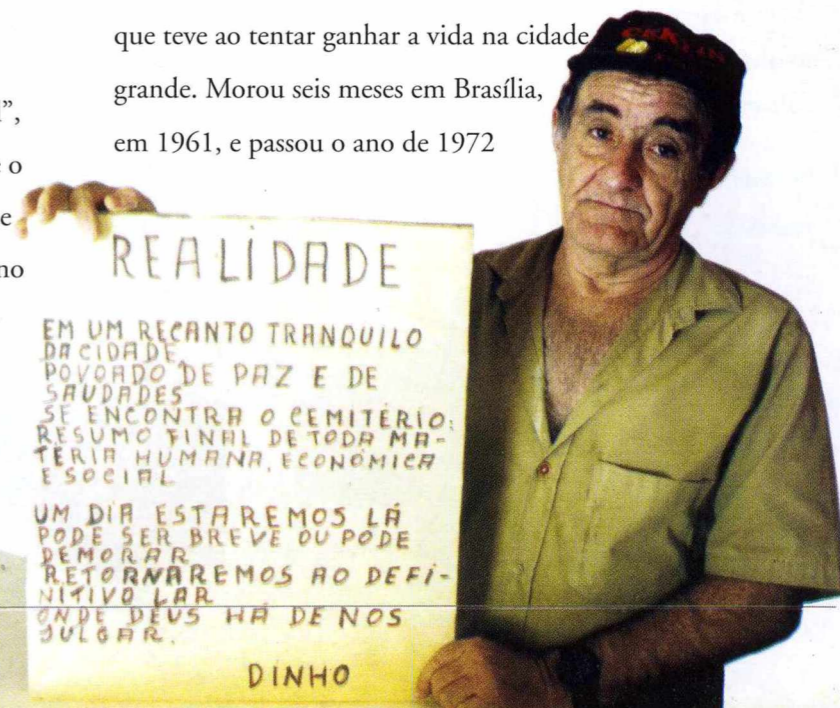 que teve ao tentar ganhar a vida na cidade
grande. Morou seis meses em Brasília,
em 1961, e passou o ano de 1972
”,
o
e
no
REALIDADE
EM UM RECANTO TRANQUILO
DA CIDADE,
POVOADO DE PAZ E DE
SAUDADES
SE ENCONTRA O CEMITÉRIO:
RESUMO FINAL DE TODA MA-
TERIA HUMANA, ECONÔMICA
E SOCIAL
UM DIA ESTAREMOS LÁ
PODE SER BREVE OU PODE
DEMORAR
RETORNAREMOS AO DEFI-
NITIVO LAR
ONDE DEUS HÁ DE NOS
JULGAR.
DINHO